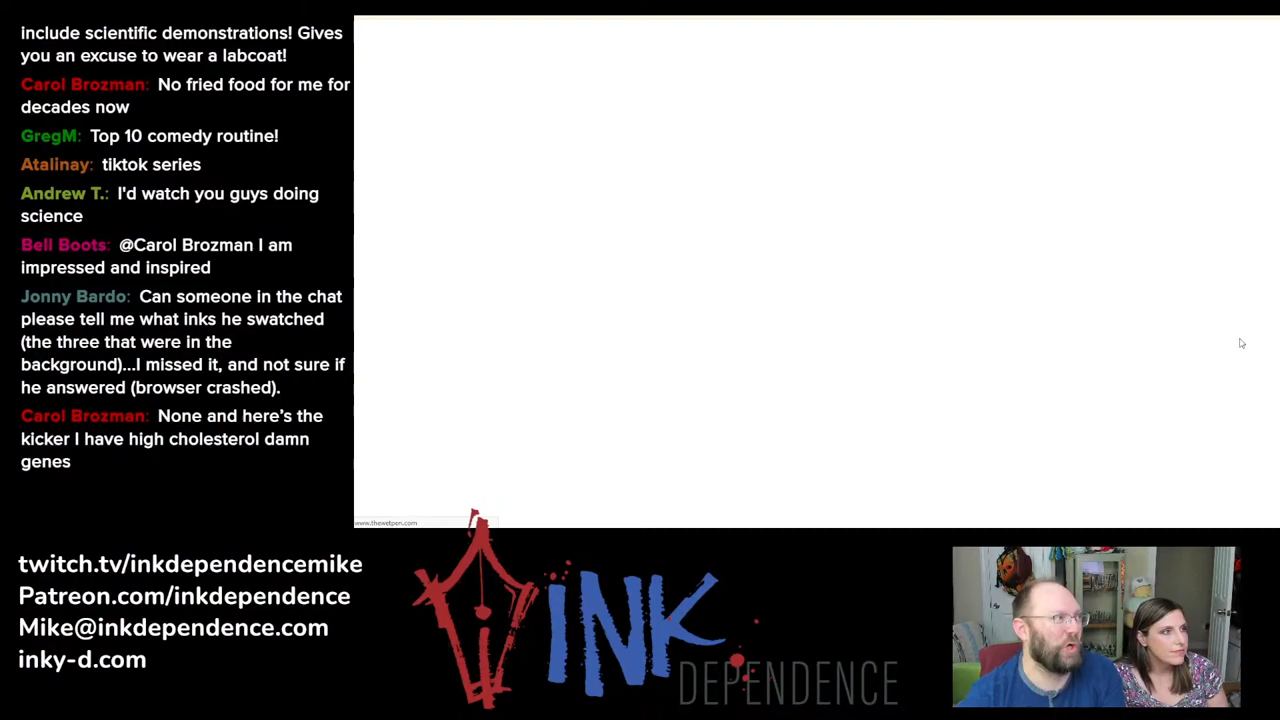 include scientific demonstrations! Gives
you an excuse to wear a labcoat!
Carol Brozman: No fried food for me for
decades now
GregM: Top 10 comedy routine!
Atalinay: tiktok series
Andrew T.: I'd watch you guys doing
science
Bell Boots: @Carol Brozman I am
impressed and inspired
Jonny Bardo: Can someone in the chat
please tell me what inks he swatched
(the three that were in the
background)...I missed it, and not sure if
he answered (browser crashed).
Carol Brozman: None and here’s the
kicker I have high cholesterol damn
genes
www.thewetpen.com
twitch.tv/inkdependencemike
Patreon.com/inkdependence
Mike@inkdependence.com
inky-d.com
INK
DEPENDENCE